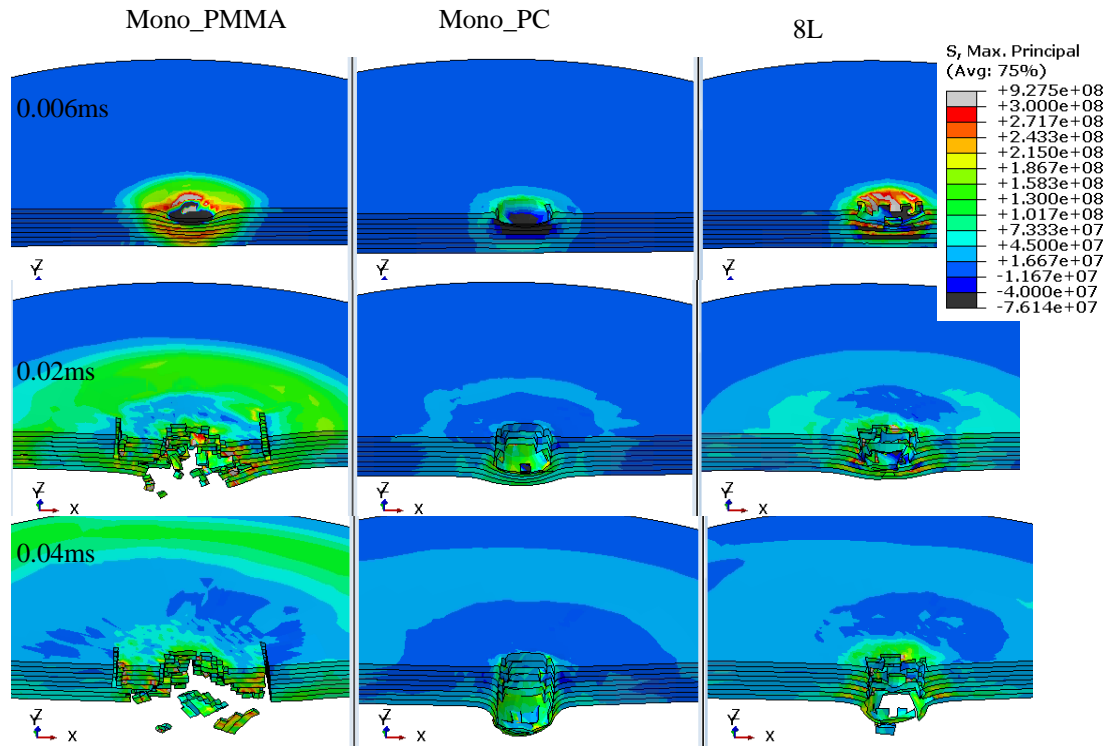 Mono_PMMA Mono_PC 8L
S, Max. Principal
(Avg: 75%)
+9.275e+08
+3.000e+08
+2.717e+08
+2.433e+08
+2.150e+08
+1.867e+08
+1.583e+08
+1.300e+08
+1.017e+08
+7.333e+07
+4.500e+07
+1.667e+07
-1.167e+07
-4.000e+07
-7.614e+07
0.006ms
Z Z Z
Y Y Y
0.02ms
Z Z Z
Y Y Y
X X X
0.04ms
Z Z Z
Y Y Y
X X X